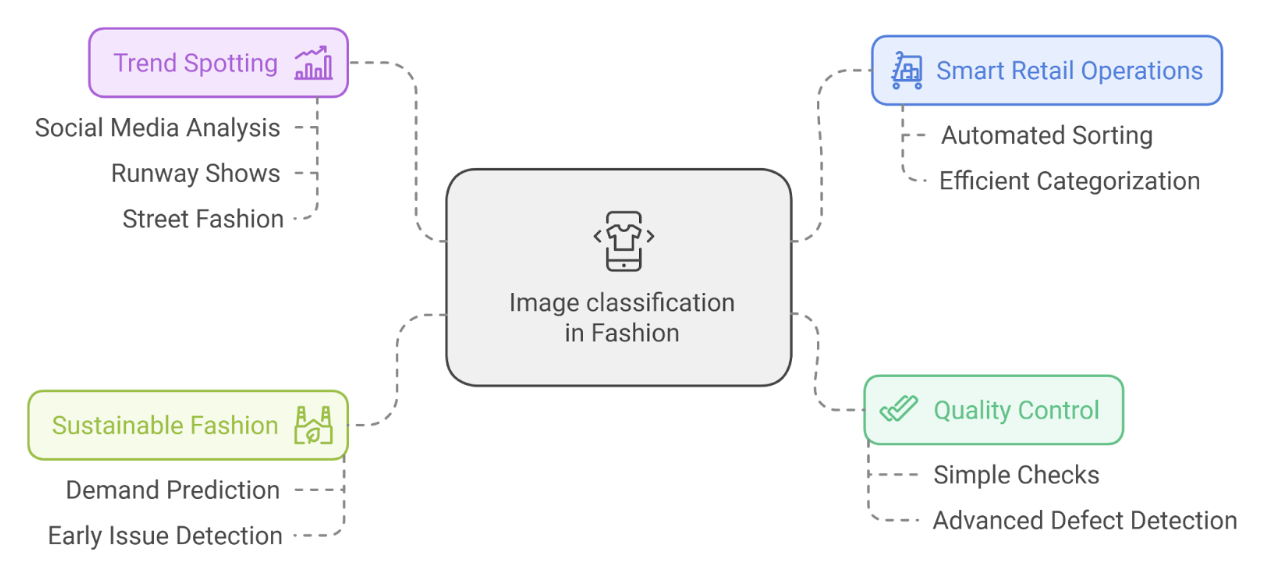 Trend Spotting
Social Media Analysis
Runway Shows
Street Fashion
Smart Retail Operations
Automated Sorting
Efficient Categorization
Image classification
in Fashion
Sustainable Fashion
Demand Prediction
Early Issue Detection
Quality Control
Simple Checks
Advanced Defect Detection